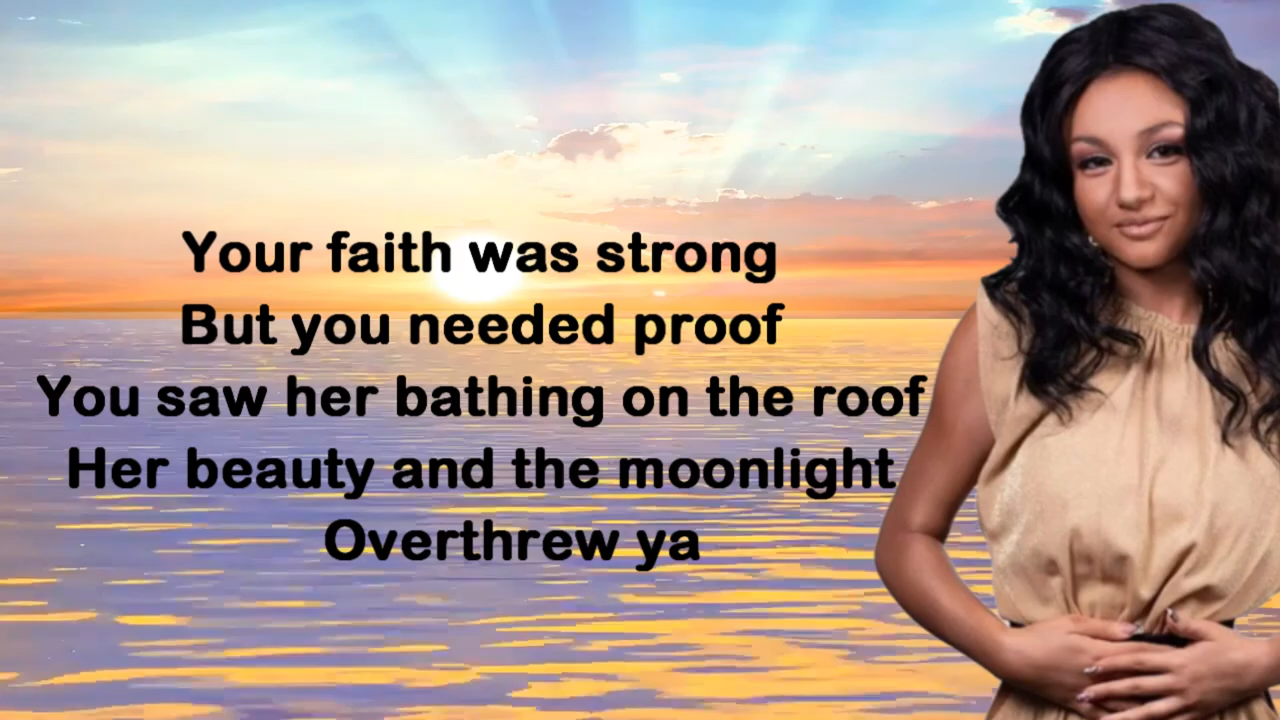 Your faith was strong
But you needed proof
You saw her bathing on the roof
Her beauty and the moonlight
Overthrew ya